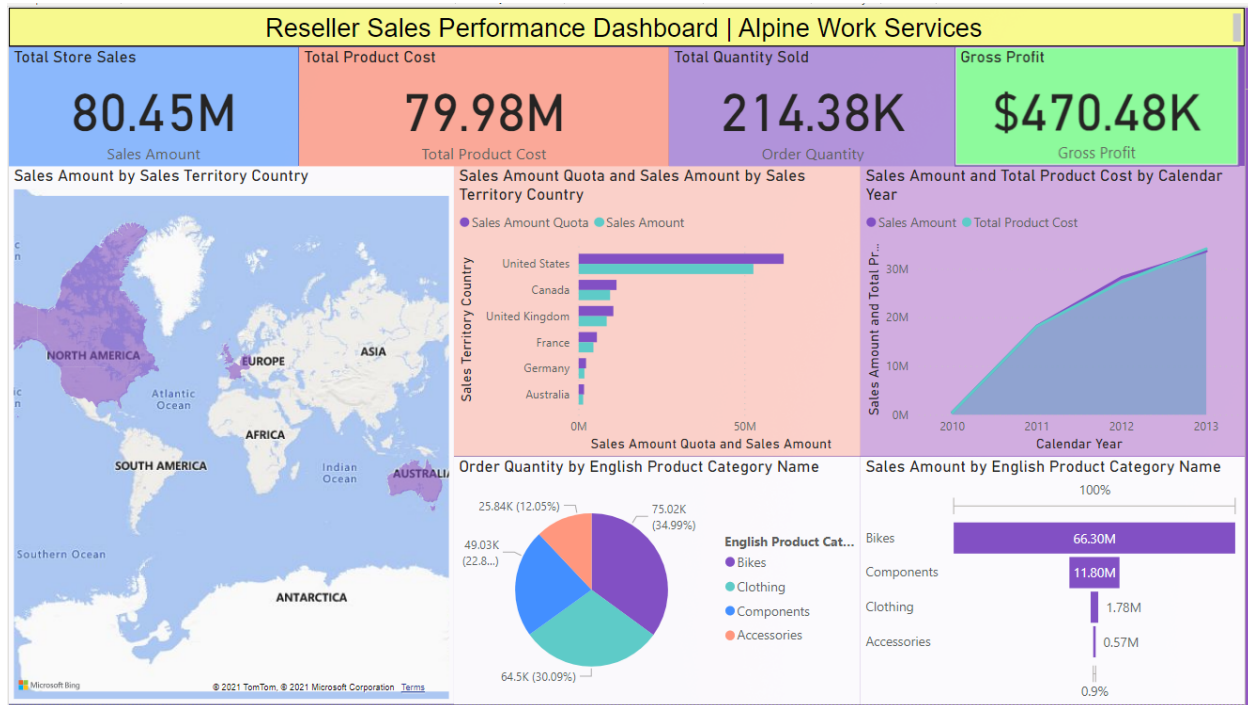 Reseller Sales Performance Dashboard | Alpine Work Services
Total Store Sales
80.45M
Sales Amount
Total Product Cost
79.98M
Total Product Cost
Total Quantity Sold
214.38K
Order Quantity
Gross Profit
$470.48K
Gross Profit
Sales Amount by Sales Territory Country
NORTH AMERICA
EUROPE
ASIA
Atlantic
Ocean
AFRICA
SOUTH AMERICA
Indian
Ocean
AUSTRALIA
Southern Ocean
ANTARCTICA
Microsoft Bing
© 2021 TomTom, © 2021 Microsoft Corporation Terms
Sales Amount Quota and Sales Amount by Sales
Territory Country
Sales Amount Quota Sales Amount
Sales Territory Country
United States
Canada
United Kingdom
France
Germany
Australia
0M 50M
Sales Amount Quota and Sales Amount
Sales Amount and Total Product Cost by Calendar
Year
Sales Amount Total Product Cost
Sales Amount and Total Pr...
30M
20M
10M
0M
2010 2011 2012 2013
Calendar Year
Order Quantity by English Product Category Name
25.84K (12.05%)
75.02K
(34.99%)
49.03K
(22.8...)
64.5K (30.09%)
English Product Cat...
Bikes
Clothing
Components
Accessories
Sales Amount by English Product Category Name
100%
Bikes 66.30M
Components 11.80M
Clothing 1.78M
Accessories 0.57M
0.9%